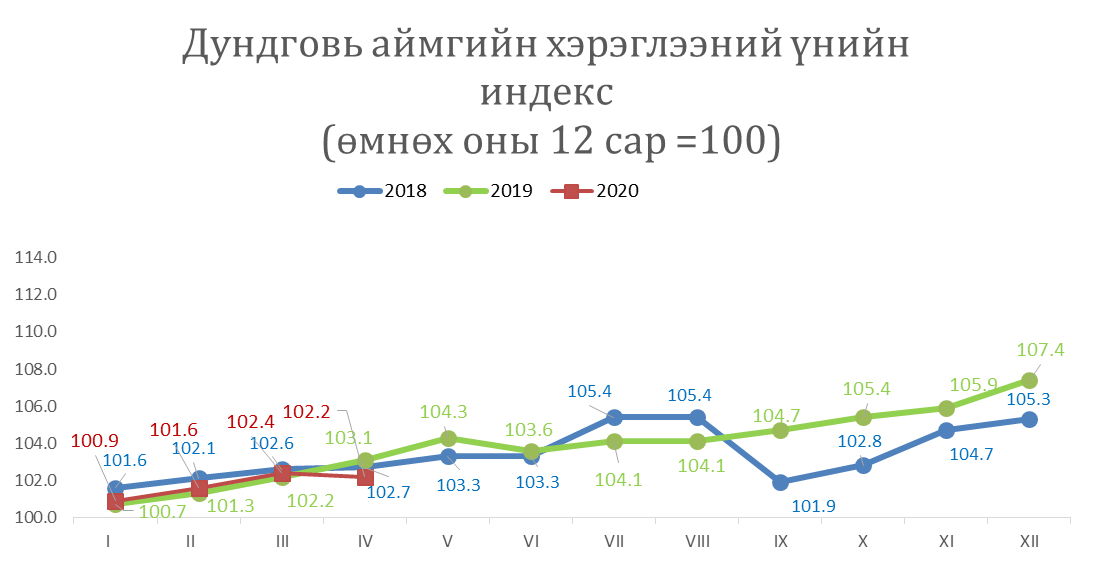 Дундговь аймгийн хэрэглээний үнийн
индекс
(өмнөх оны 12 сар =100)
2018 2019 2020
114.0
112.0
110.0
108.0
106.0
104.0
102.0
100.0
107.4
105.4 105.4 105.4 105.9 105.3
100.9 101.6 102.4 102.2 104.3 103.6 104.7
101.6 102.1 102.6 103.1 102.8
104.1 104.7
102.7 103.3 103.3 104.1
100.7 101.3 102.2 101.9
I II III IV V VI VII VIII IX X XI XII